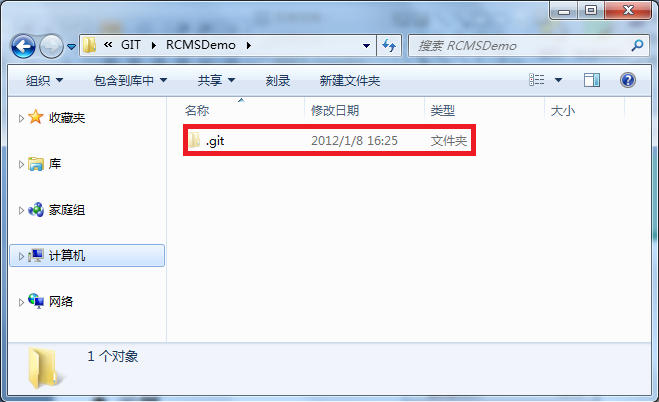 « GIT RCMSDemo
搜索 RCMSDemo
组织 包含到库中 共享 刻录 新建文件夹
名称 修改日期 类型 大小
.git 2012/1/8 16:25 文件夹
收藏夹
库
家庭组
计算机
网络
1 个对象